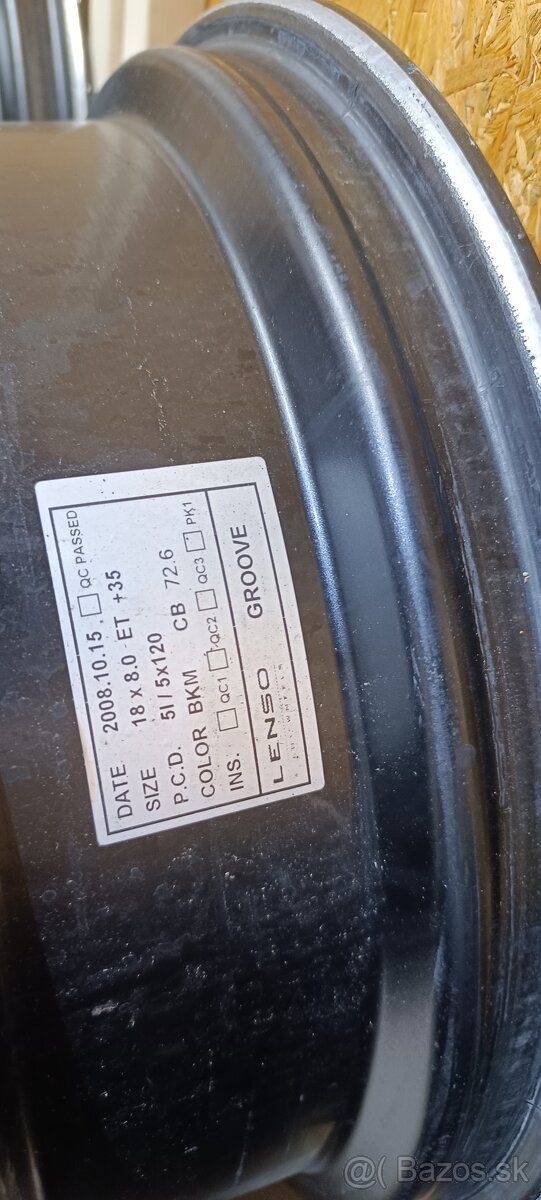 DATE 2008.10.15. QC PASSED
SIZE 18 x 8.0 ET +35
P.C.D. 5I / 5X120
COLOR BKM CB 72.6
INS. QC1 QC2 QC3 PK1
LENSO GROOVE
WHEELS
@( Bazos.sk